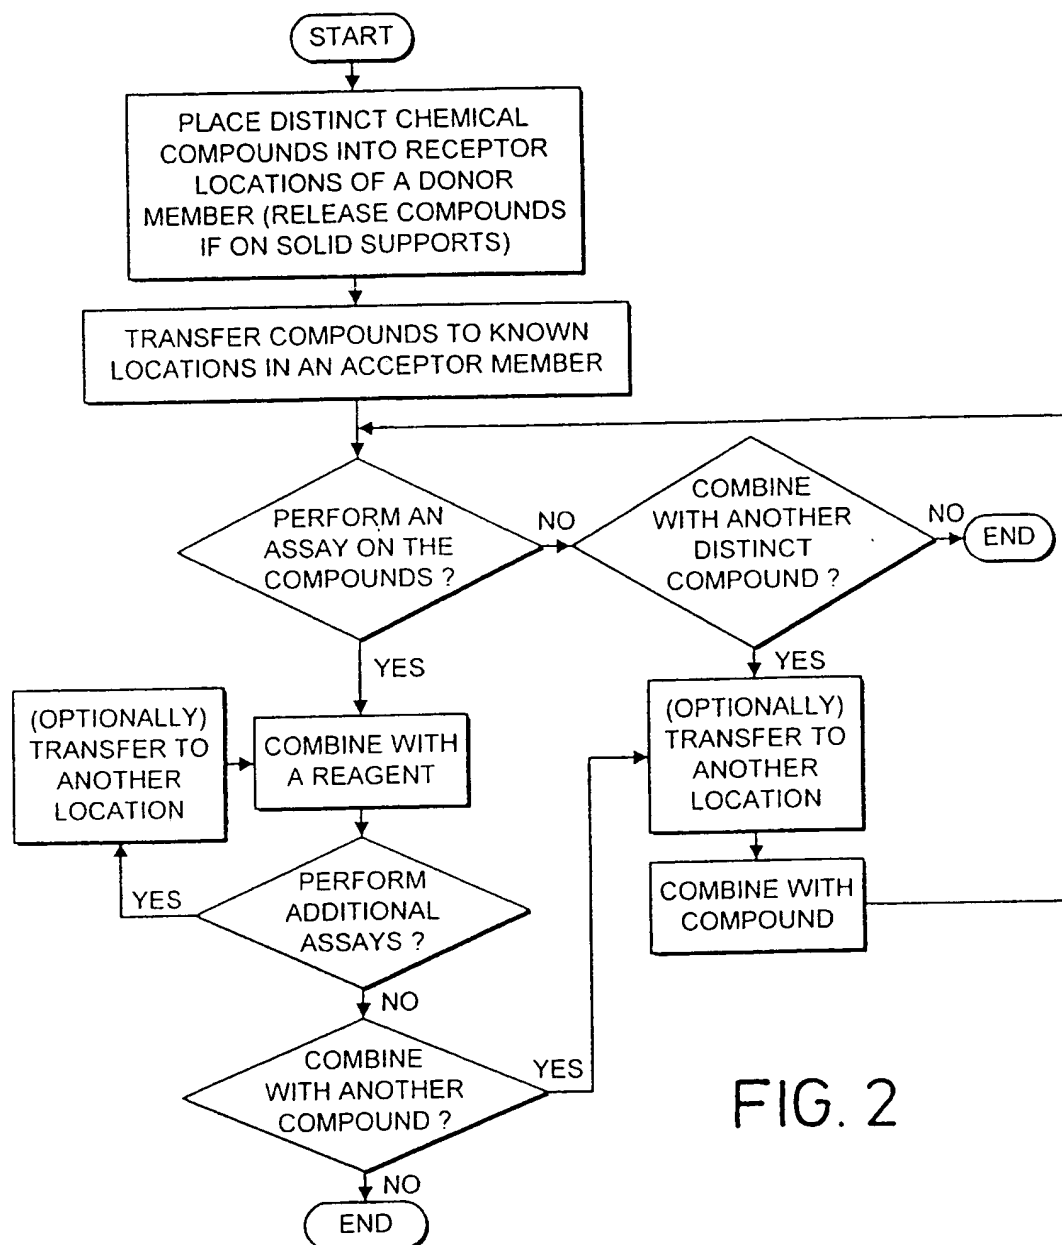 START
PLACE DISTINCT CHEMICAL
COMPOUNDS INTO RECEPTOR
LOCATIONS OF A DONOR
MEMBER (RELEASE COMPOUNDS
IF ON SOLID SUPPORTS)
TRANSFER COMPOUNDS TO KNOWN
LOCATIONS IN AN ACCEPTOR MEMBER
PERFORM AN
ASSAY ON THE
COMPOUNDS ?
NO
COMBINE
WITH ANOTHER
DISTINCT
COMPOUND ?
NO
END
YES
YES
(OPTIONALLY)
TRANSFER TO
ANOTHER
LOCATION
COMBINE WITH
A REAGENT
(OPTIONALLY)
TRANSFER TO
ANOTHER
LOCATION
YES
PERFORM
ADDITIONAL
ASSAYS ?
COMBINE WITH
COMPOUND
NO
COMBINE
WITH ANOTHER
COMPOUND ?
YES
NO
END
FIG. 2